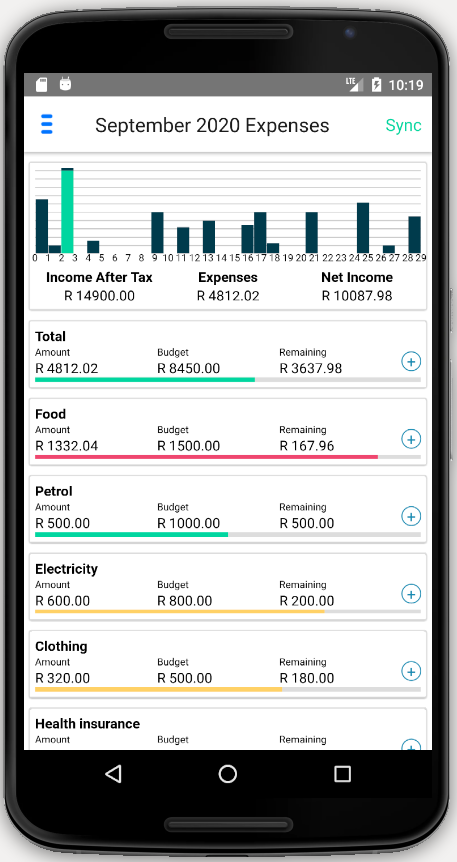 LTE 10:19
September 2020 Expenses Sync
0 1 2 3 4 5 6 7 8 9 10 11 12 13 14 15 16 17 18 19 20 21 22 23 24 25 26 27 28 29
Income After Tax Expenses Net Income
R 14900.00 R 4812.02 R 10087.98
Total
Amount Budget Remaining
R 4812.02 R 8450.00 R 3637.98
+
Food
Amount Budget Remaining
R 1332.04 R 1500.00 R 167.96
+
Petrol
Amount Budget Remaining
R 500.00 R 1000.00 R 500.00
+
Electricity
Amount Budget Remaining
R 600.00 R 800.00 R 200.00
+
Clothing
Amount Budget Remaining
R 320.00 R 500.00 R 180.00
+
Health insurance
Amount Budget Remaining